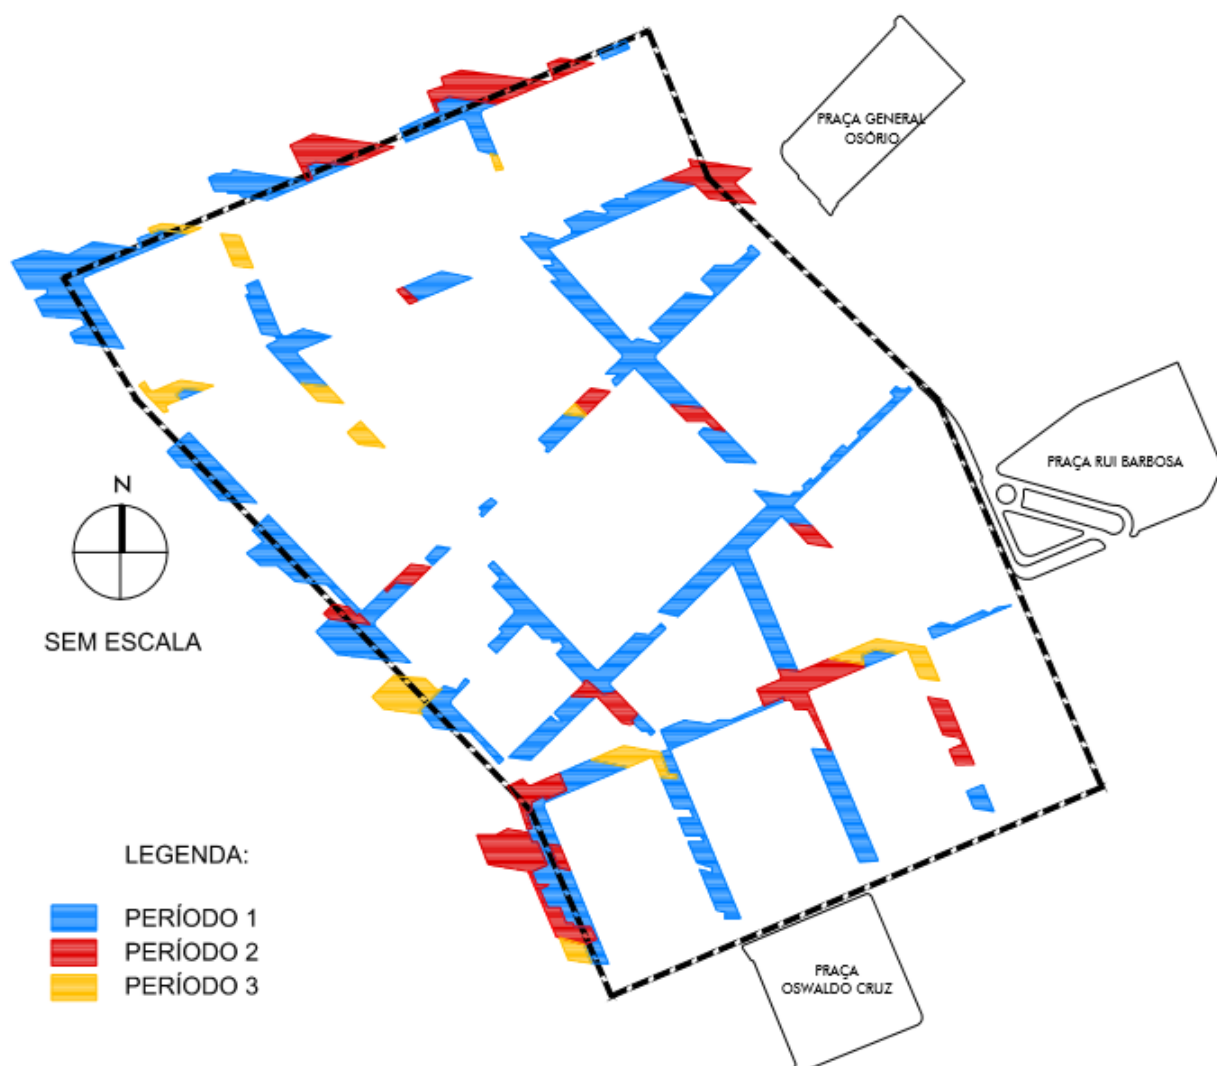 PRAÇA GENERAL
OSÓRIO
PRAÇA RUI BARBOSA
N
SEM ESCALA
LEGENDA:
PERÍODO 1
PERÍODO 2
PERÍODO 3
PRAÇA
OSWALDO CRUZ